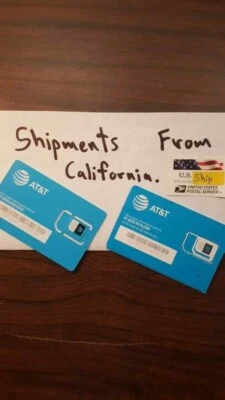 Shipments From
California.
U.S. Ship
UNITED STATES
POSTAL SERVICE
AT&T
AT&T